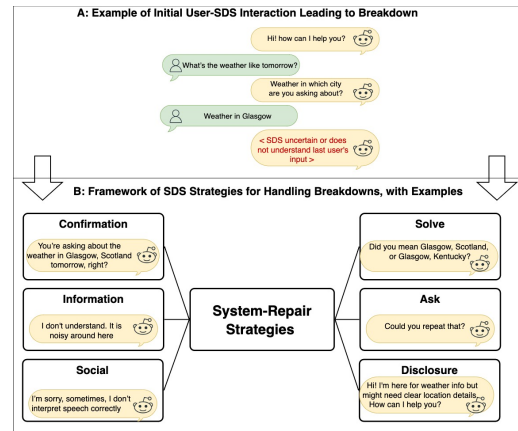 A: Example of Initial User-SDS Interaction Leading to Breakdown
Hi! how can I help you?
What's the weather like tomorrow?
Weather in which city
are you asking about?
Weather in Glasgow
< SDS uncertain or does
not understand last user's
input >
B: Framework of SDS Strategies for Handling Breakdowns, with Examples
Confirmation
You're asking about the
weather in Glasgow, Scotland
tomorrow, right?
Information
I don't understand. It is
noisy around here
Social
I'm sorry, sometimes, I don't
interpret speech correctly
System-Repair
Strategies
Solve
Did you mean Glasgow, Scotland,
or Glasgow, Kentucky?
Ask
Could you repeat that?
Disclosure
Hi! I'm here for weather info but
might need clear location details
How can I help you?